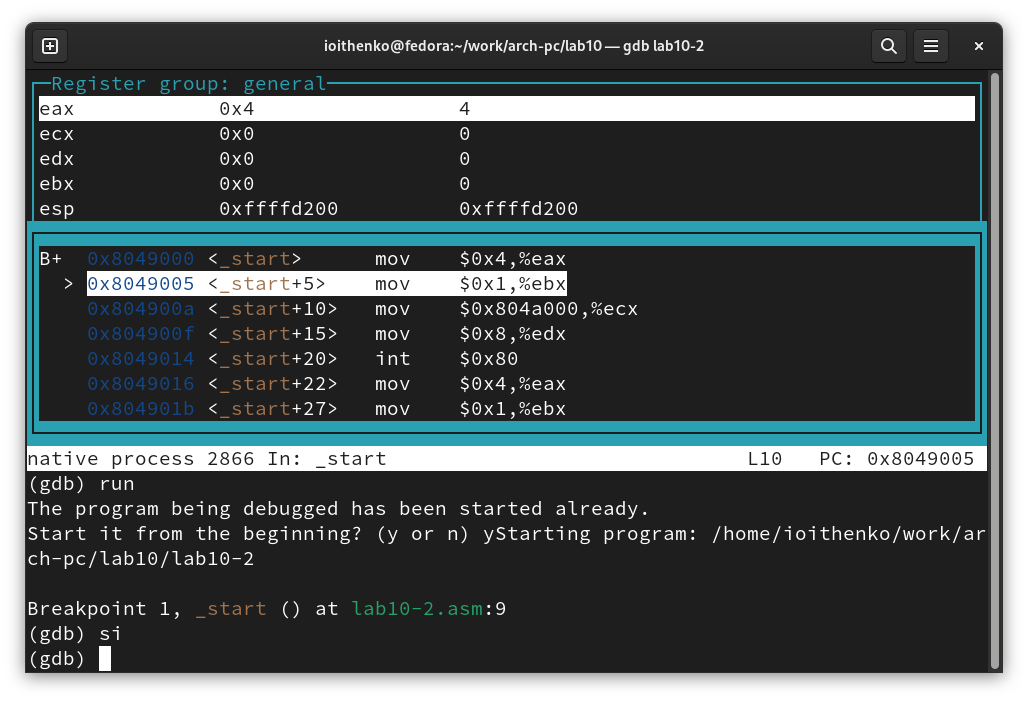 ioithenko@fedora:~/work/arch-pc/lab10 — gdb lab10-2
Register group: general
eax 0x4 4
ecx 0x0 0
edx 0x0 0
ebx 0x0 0
esp 0xffffd200 0xffffd200
B+ 0x8049000 <_start> mov $0x4,%eax
> 0x8049005 <_start+5> mov $0x1,%ebx
0x804900a <_start+10> mov $0x804a000,%ecx
0x804900f <_start+15> mov $0x8,%edx
0x8049014 <_start+20> int $0x80
0x8049016 <_start+22> mov $0x4,%eax
0x804901b <_start+27> mov $0x1,%ebx
native process 2866 In: _start L10 PC: 0x8049005
(gdb) run
The program being debugged has been started already.
Start it from the beginning? (y or n) yStarting program: /home/ioithenko/work/ar
ch-pc/lab10/lab10-2
Breakpoint 1, _start () at lab10-2.asm:9
(gdb) si
(gdb)